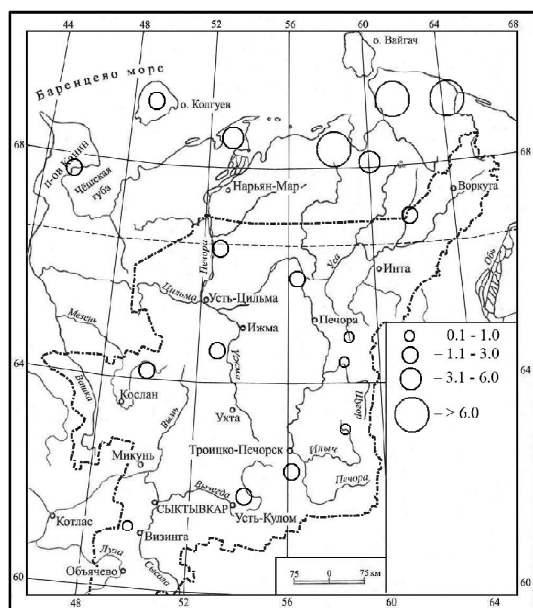 44 48 52 56 60 64 68
о. Вайгач
Баренцево море
о. Колгуев
68 68
п-ов Канин
Чёшская
губа
Нарьян-Мар
Воркута
Печора
Уса
Обь
Инта
Цильма
Усть-Цильма
Мезень
Ижма
Печора
0.1 - 1.0
– 1.1 - 3.0
– 3.1 - 6.0
– > 6.0
64 64
Кослан
Вашка
Вымь
Ухта
Щугор
Троицко-Печорск
Илыч
Микунь
Печора
Вычегда
СЫКТЫВКАР
Усть-Кулом
Котлас
Визинга
Луза
Объячево
Сысола
75 0 75 км
60 60
48 52 56 60 64